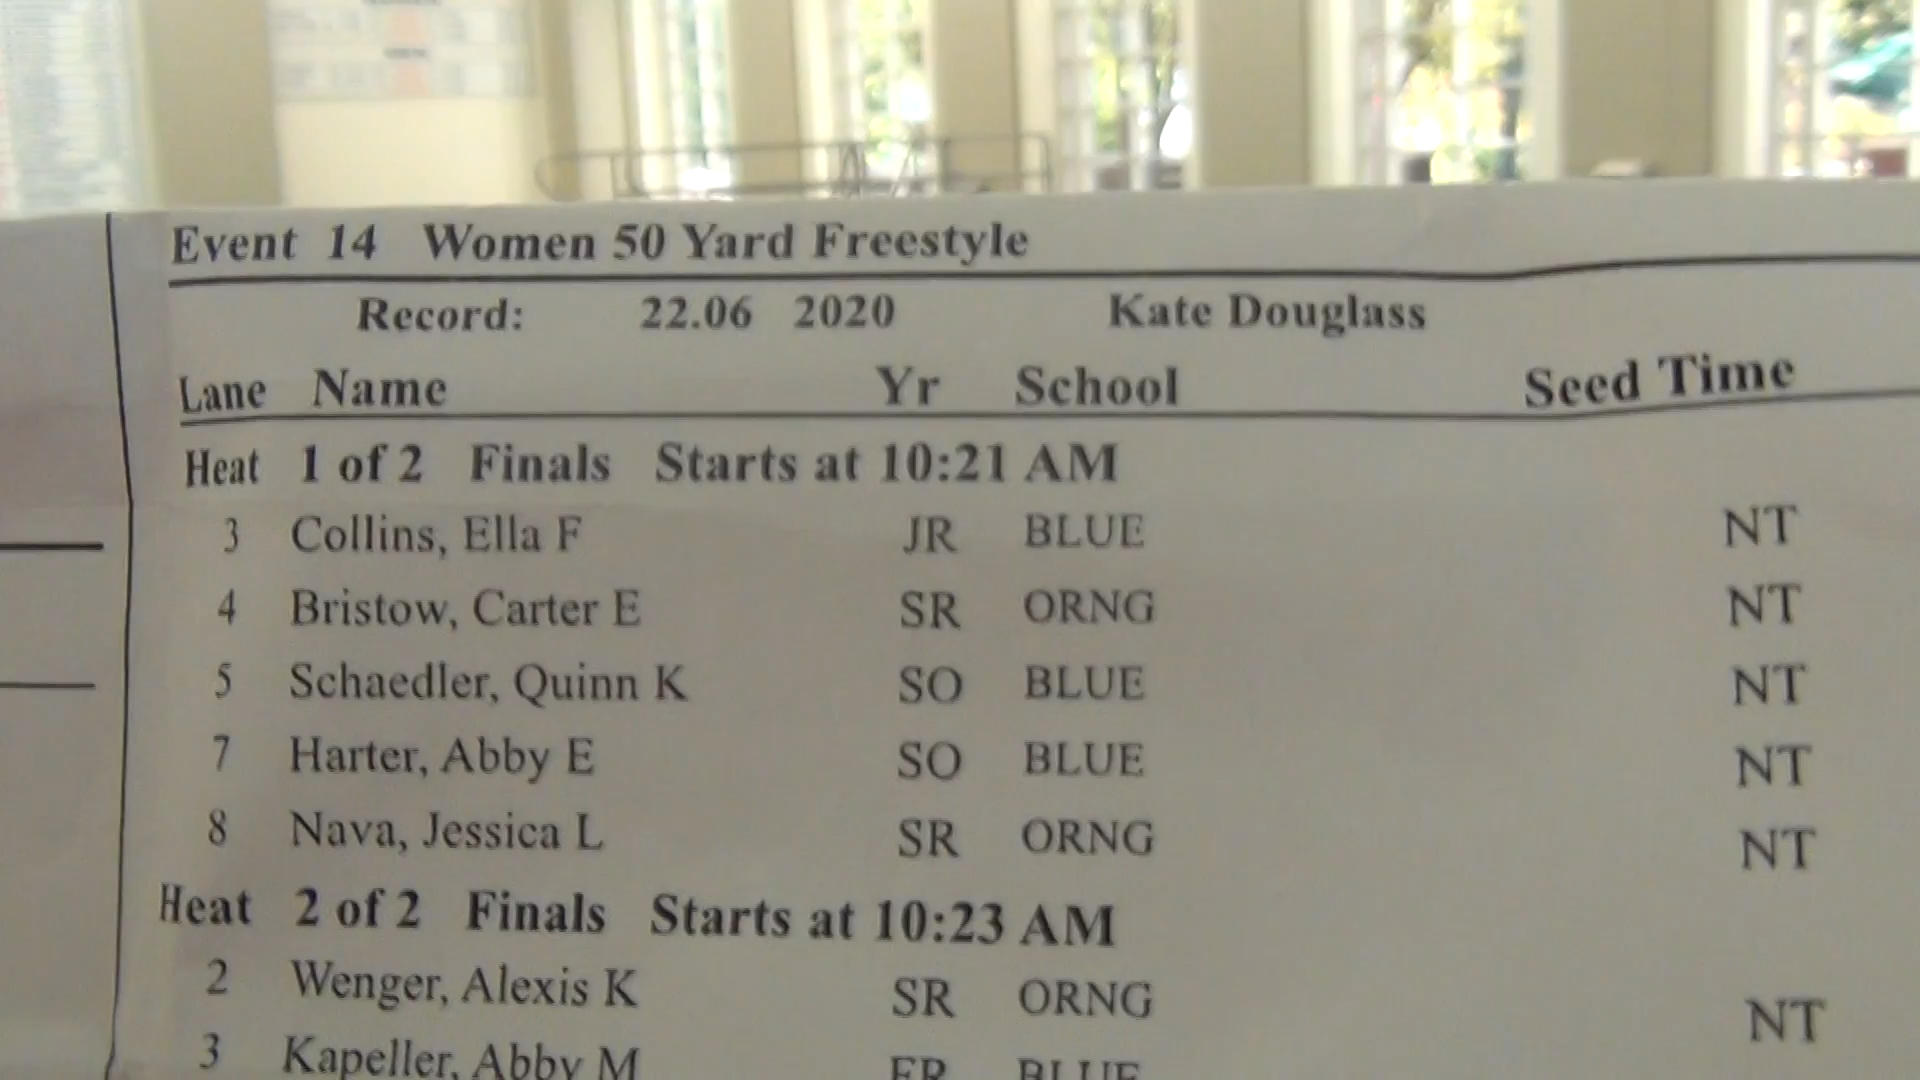 Event 14 Women 50 Yard Freestyle
Record: 22.06 2020 Kate Douglass
Lane Name Yr School Seed Time
Heat 1 of 2 Finals Starts at 10:21 AM
3 Collins, Ella F JR BLUE NT
4 Bristow, Carter E SR ORNG NT
5 Schaedler, Quinn K SO BLUE NT
7 Harter, Abby E SO BLUE NT
8 Nava, Jessica L SR ORNG NT
Heat 2 of 2 Finals Starts at 10:23 AM
2 Wenger, Alexis K SR ORNG NT
3 Kapeller, Abby M FR BLUE